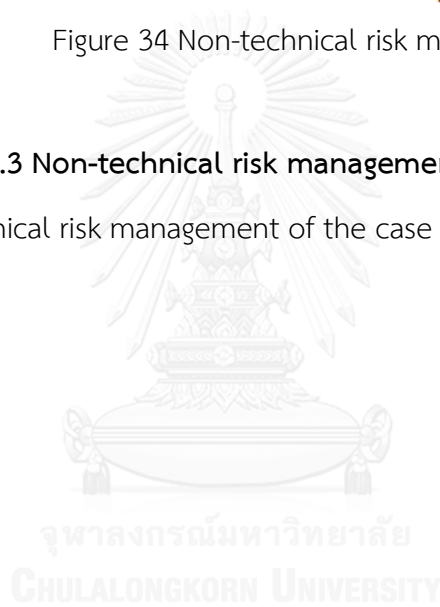 Figure 34 Non-technical risk m
.3 Non-technical risk managemen
nical risk management of the case
จุฬาลงกรณ์มหาวิทยาลัย
CHULALONGKORN UNIVERSITY